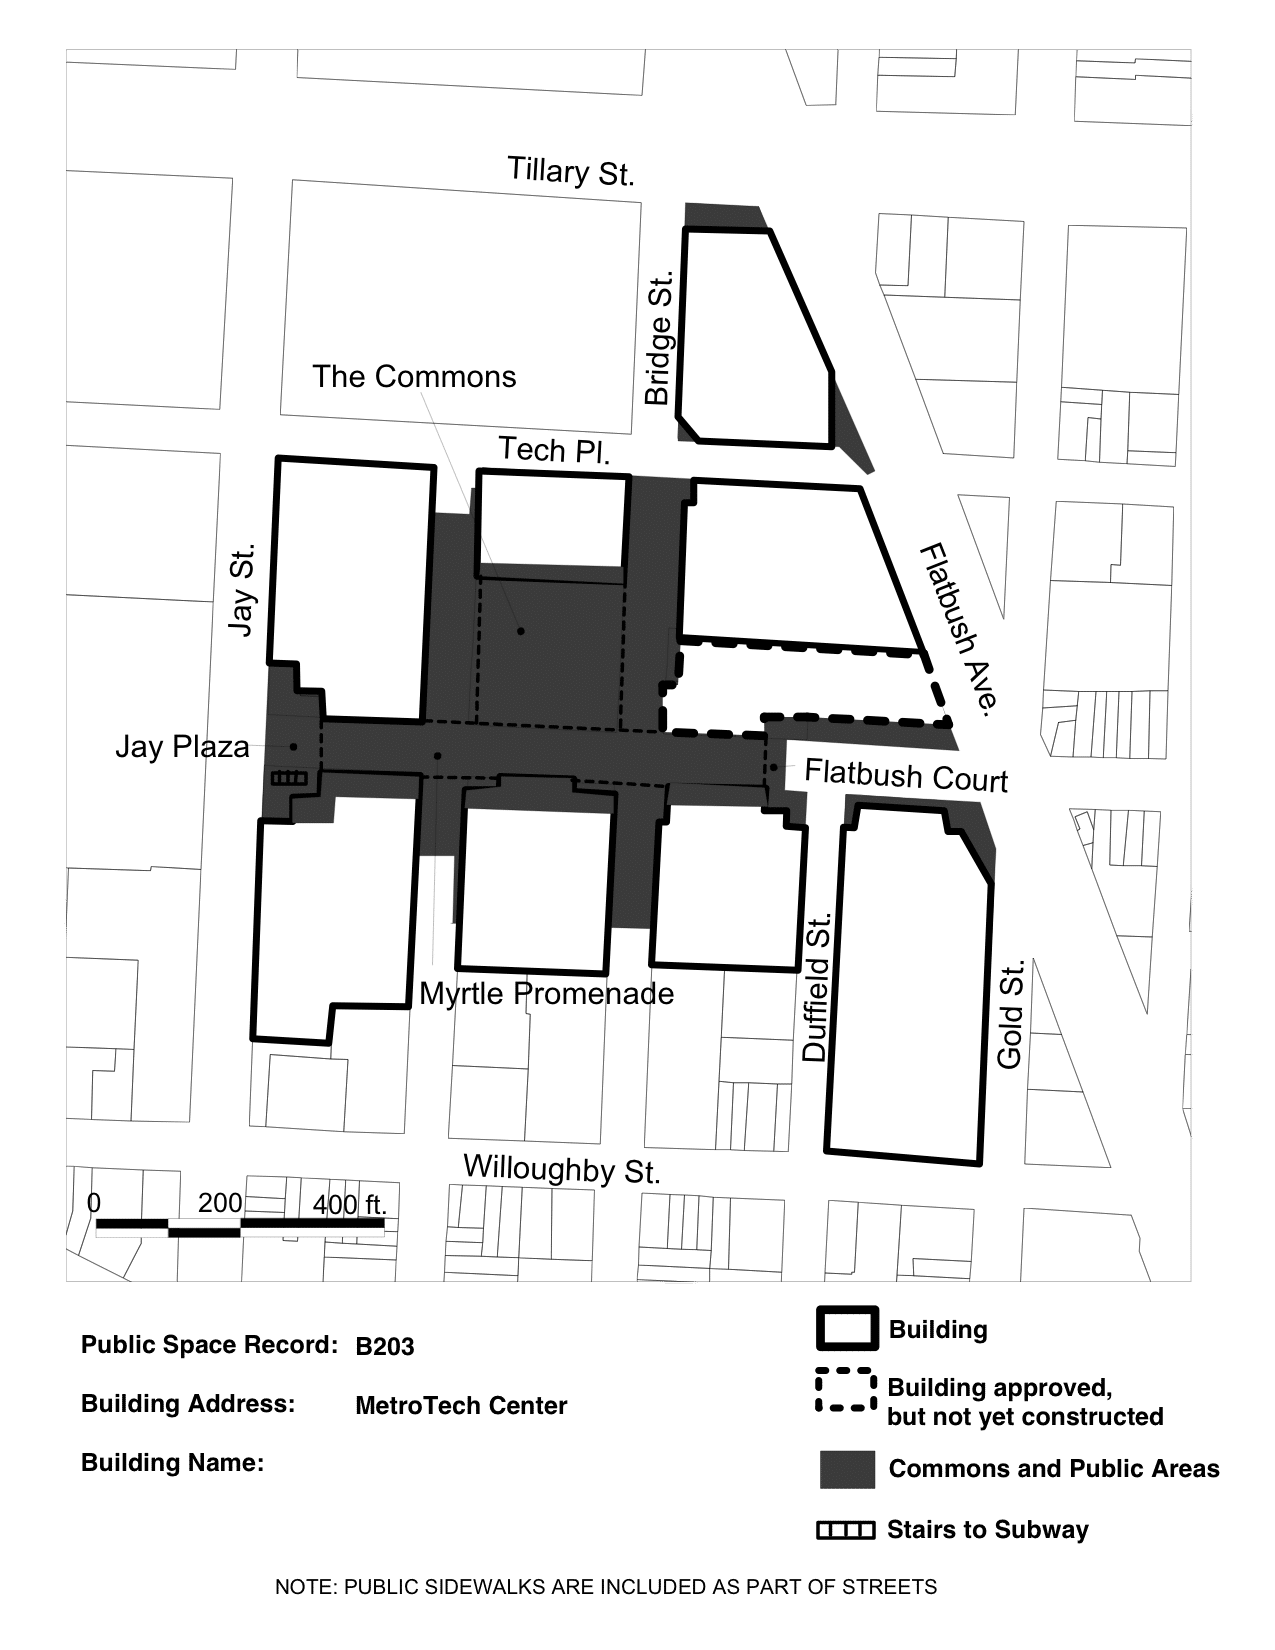 Tillary St.
Bridge St.
The Commons
Tech Pl.
Jay St.
Flatbush Ave.
Jay Plaza
Flatbush Court
Duffield St.
Gold St.
Myrtle Promenade
Willoughby St.
0 200 400 ft.
Public Space Record: B203
Building Address: MetroTech Center
Building Name:
Building
Building approved,
but not yet constructed
Commons and Public Areas
Stairs to Subway
NOTE: PUBLIC SIDEWALKS ARE INCLUDED AS PART OF STREETS